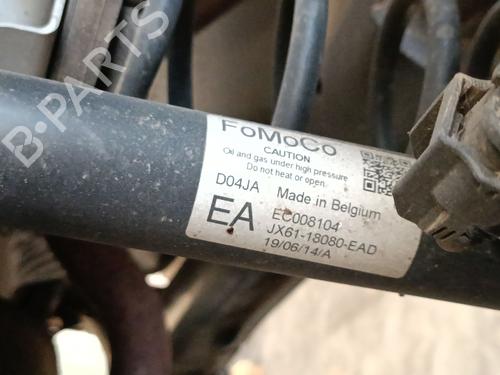 B-PARTS
FoMoCo
CAUTION
Oil and gas under high pressure
Do not heat or open.
D04JA Made in Belgium
EA EC008104
JX61-18080-EAD
19/06/14/A